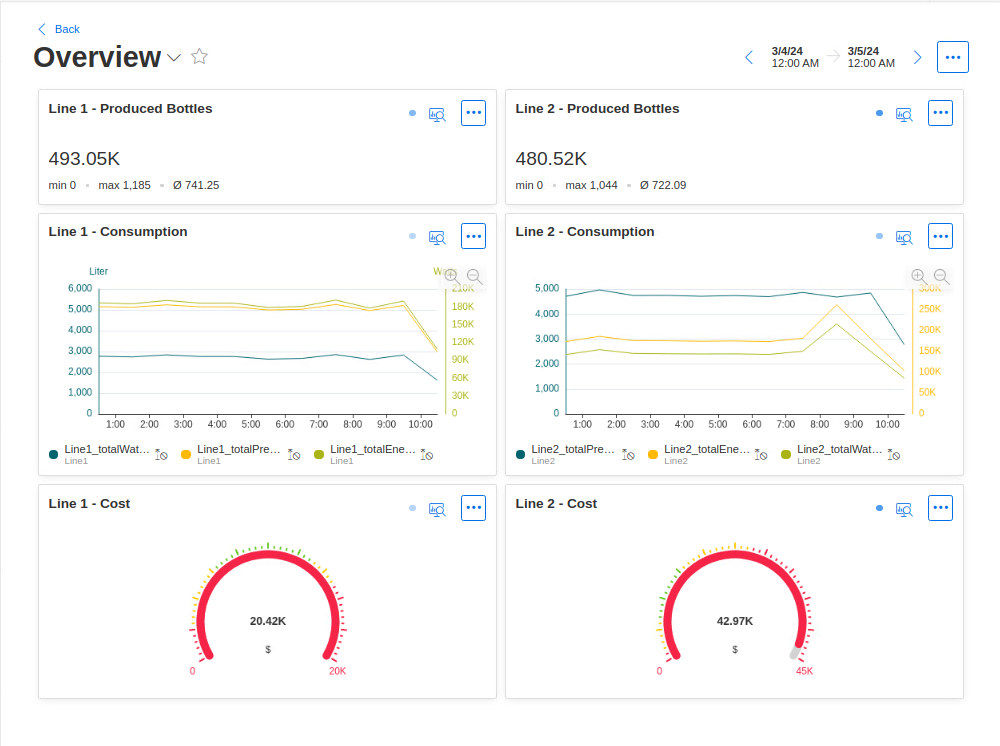 Back
Overview
3/4/24
12:00 AM
3/5/24
12:00 AM
Line 1 - Produced Bottles
493.05K
min 0 • max 1,185 • Ø 741.25
Line 2 - Produced Bottles
480.52K
min 0 • max 1,044 • Ø 722.09
Line 1 - Consumption
Liter
6,000
5,000
4,000
3,000
2,000
1,000
0
210K
180K
150K
120K
90K
60K
30K
0
1:00 2:00 3:00 4:00 5:00 6:00 7:00 8:00 9:00 10:00
Line1_totalWat... Line1_totalPre... Line1_totalEne...
Line1 Line1 Line1
Line 2 - Consumption
5,000
4,000
3,000
2,000
1,000
0
300K
250K
200K
150K
100K
50K
0
1:00 2:00 3:00 4:00 5:00 6:00 7:00 8:00 9:00 10:00
Line2_totalPre... Line2_totalEne... Line2_totalWat...
Line2 Line2 Line2
Line 1 - Cost
20.42K
$
0 20K
Line 2 - Cost
42.97K
$
0 45K